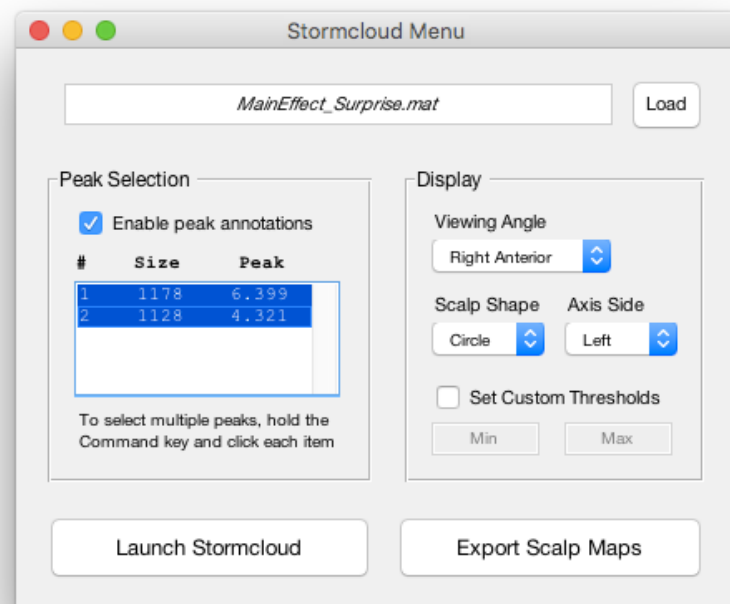 Stormcloud Menu
MainEffect_Surprise.mat
Load
Peak Selection
Enable peak annotations
# Size Peak
1 1178 6.399
2 1128 4.321
To select multiple peaks, hold the
Command key and click each item
Display
Viewing Angle
Right Anterior
Scalp Shape Axis Side
Circle Left
Set Custom Thresholds
Min Max
Launch Stormcloud
Export Scalp Maps